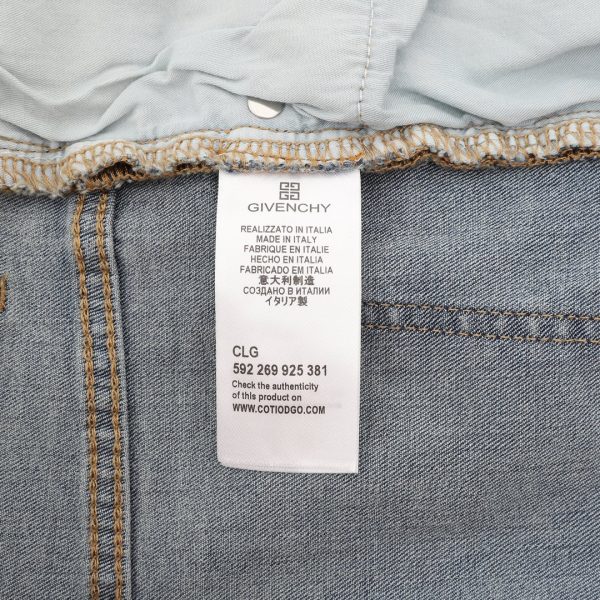 GIVENCHY
REALIZZATO IN ITALIA
MADE IN ITALY
FABRIQUE EN ITALIE
HECHO EN ITALIA
FABRICADO EM ITALIA
意大利制造
СОЗДАНО В ИТАЛИИ
イタリア製
CLG
592 269 925 381
Check the authenticity
of this product on
WWW.COTIODGO.COM